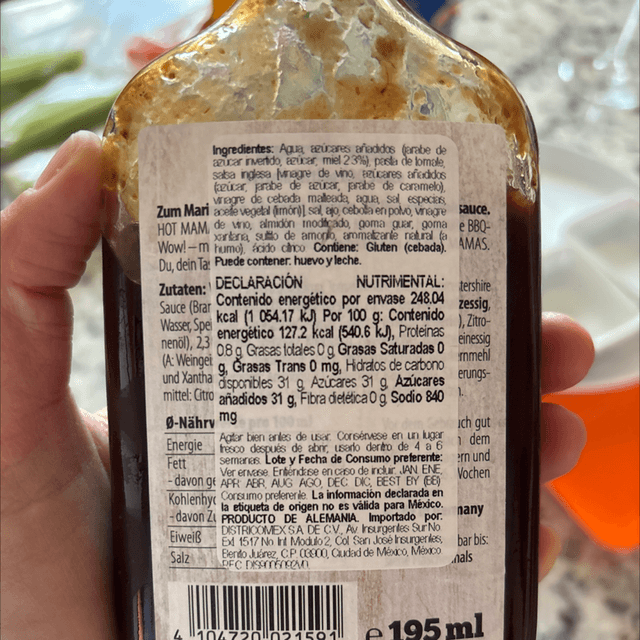 Ingredientes: Agua, azúcares añadidos (jarabe de
azúcar invertido, azúcar, miel 2.3%), pasta de tomate,
salsa inglesa [vinagre de vino, azúcares añadidos
(azúcar, jarabe de azúcar, jarabe de caramelo),
vinagre de cebada malteada, agua, sal, especias,
aceite vegetal (limón)], sal, ajo, cebolla en polvo, vinagre
de vino, almidón modificado, goma guar, goma
xantana, sulfito de amonio, aromatizante natural (a
humo), ácido cítrico Contiene: Gluten (cebada).
Puede contener: huevo y leche.
DECLARACIÓN NUTRIMENTAL:
Contenido energético por envase 248.04
kcal (1 054.17 kJ) Por 100 g: Contenido
energético 127.2 kcal (540.6 kJ), Proteínas
0.8 g, Grasas totales 0 g, Grasas Saturadas 0
g, Grasas Trans 0 mg, Hidratos de carbono
disponibles 31 g, Azúcares 31 g, Azúcares
añadidos 31 g, Fibra dietética 0 g, Sodio 840
mg
Agitar bien antes de usar. Consérvese en un lugar
fresco después de abrir, usarlo dentro de 4 a 6
semanas. Lote y Fecha de Consumo preferente:
Ver envase. Entiéndase en caso de incluir: JAN: ENE,
APR: ABR, AUG: AGO, DEC: DIC, BEST BY (BB):
Consumo preferente. La información declarada en
la etiqueta de origen no es válida para México.
PRODUCTO DE ALEMANIA. Importado por:
DISTRICOMEX S.A. DE C.V., Av. Insurgentes Sur No.
Ext. 1517 No. Int. Modulo 2, Col. San José Insurgentes,
Benito Juárez, C.P. 03900, Ciudad de México, México
Zum Mari
HOT MAM
Wow! – m
Du, dein Ta
Zutaten:
Sauce (Bran
Wasser, Spe
nenöl), 2,3
(A: Weinges
und Xantha
mittel: Citro
Ø-Nährv
Energie
Fett
- davon ge
Kohlenhy
- davon Zu
Eiweiß
Salz
sauce.
e BBQ-
AMAS.
stershire
zessig,
), Zitro-
einessig
rnmehl
erungs-
uch gut
dem
ern und
Wochen
many
bar bis:
nals
4 104720 021591
e 195 ml